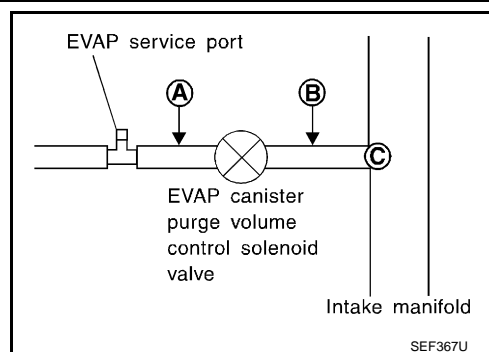 EVAP service port
A
B
C
EVAP canister
purge volume
control solenoid
valve
Intake manifold
SEF367U